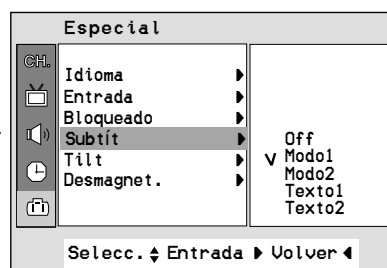 Especial
CH.
Idioma
Entrada
Bloqueado
Subtít
Tilt
Desmagnet.
Off
Modo1
Modo2
Texto1
Texto2
Selecc. Entrada Volver